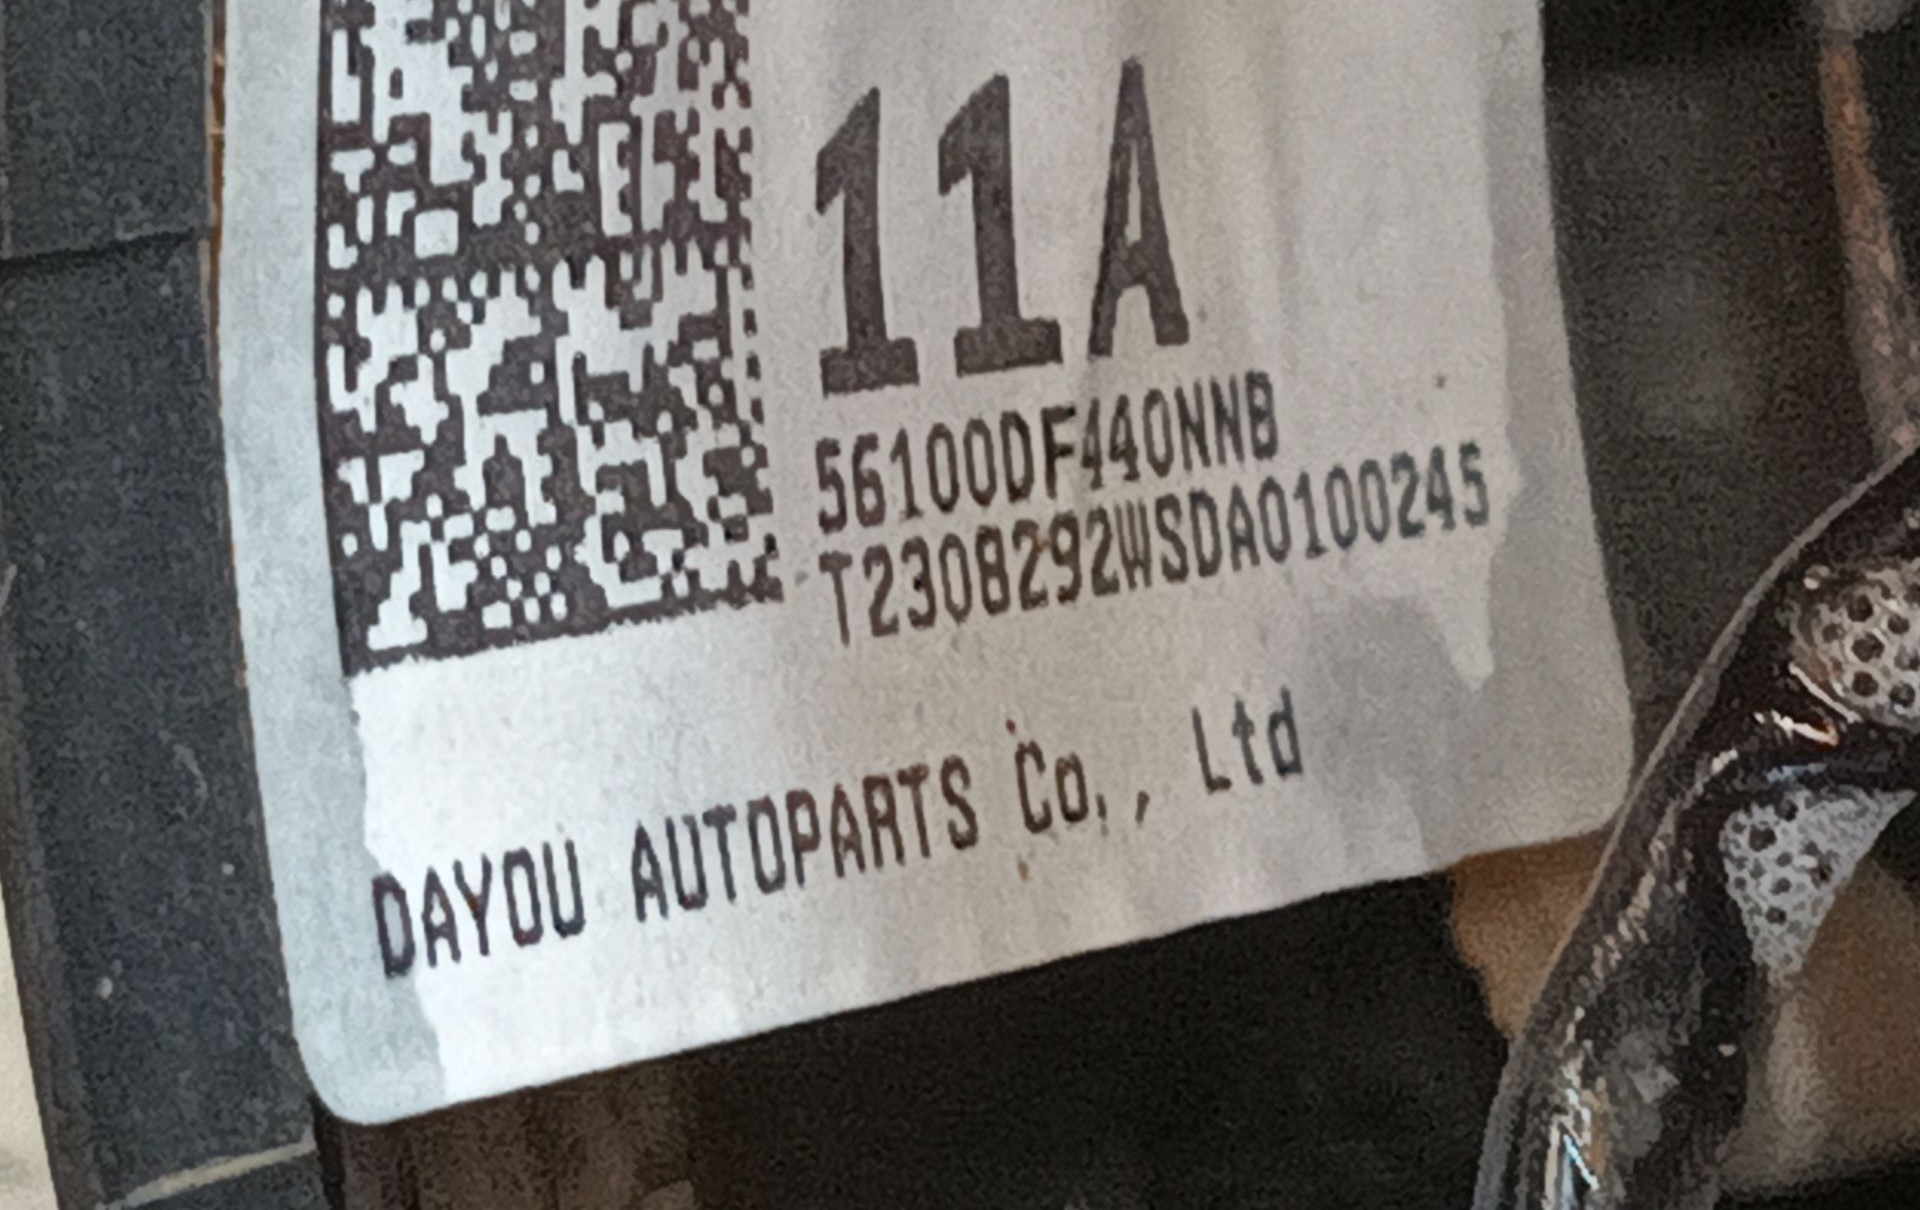 11A
56100DF440NNB
T2308292WSDA0100245
DAYOU AUTOPARTS Co., Ltd